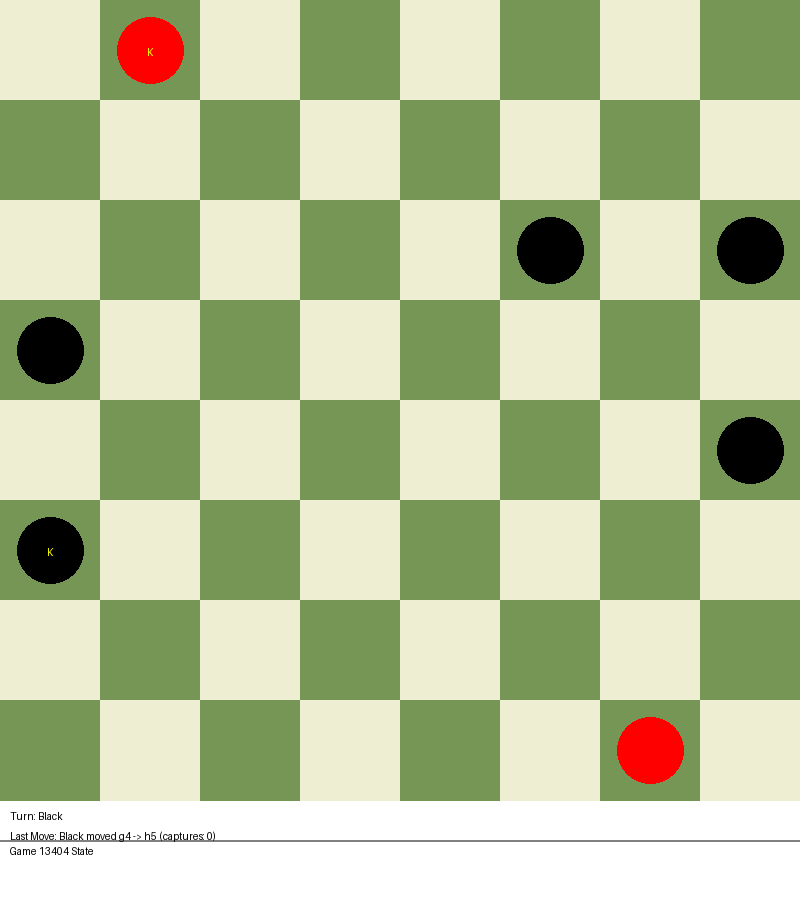 K
K
Turn: Black
Last Move: Black moved g4 -> h5 (captures: 0)
Game 13404 State